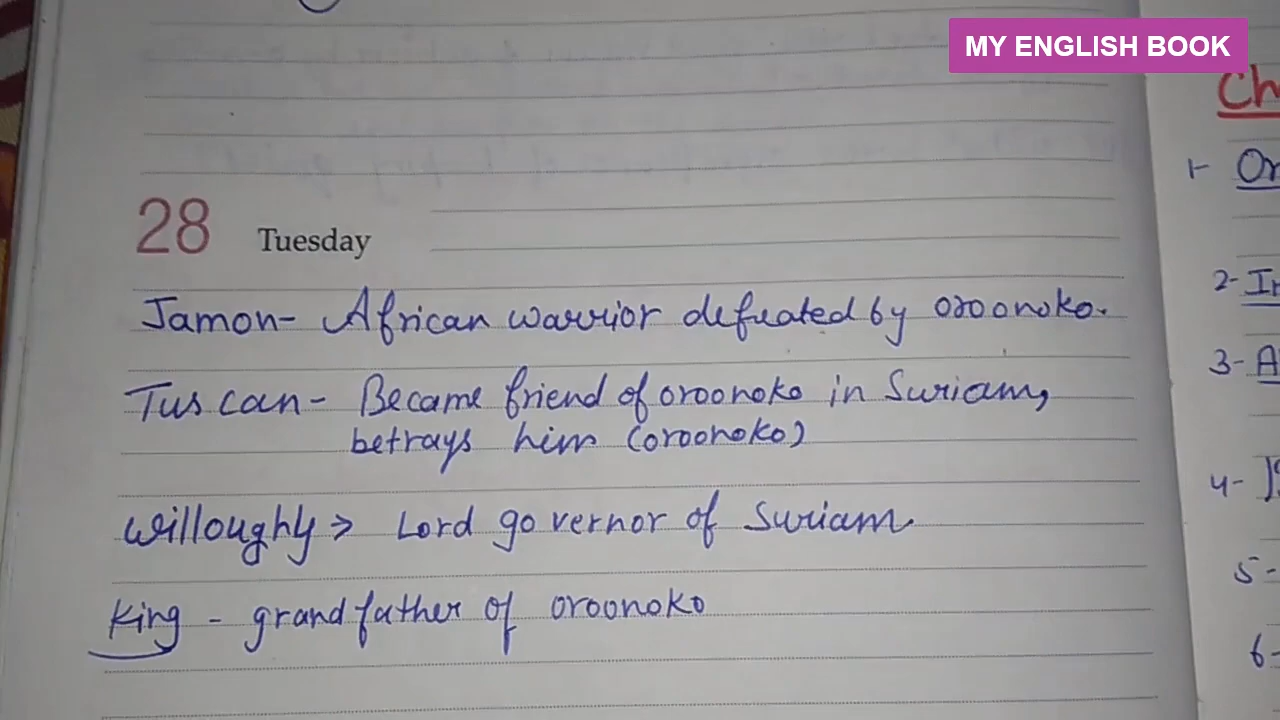 MY ENGLISH BOOK
Ch
1- Or
28 Tuesday
2- In
Jamon- African warrior defeated by oroonoko.
3- A
Tuscan- Became friend of oroonoko in Suriam,
betrays him (oroonoko)
4-
Willoughly > Lord governor of Suriam
5-
King - grandfather of oroonoko
6-